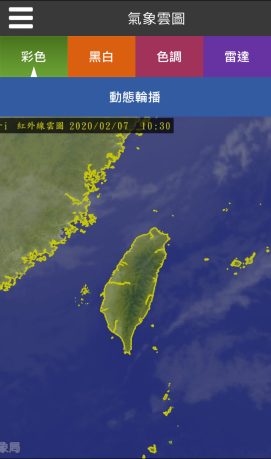 氣象雲圖
彩色
黑白
色調
雷達
動態輪播
-i 紅外線雲圖 2020/02/07 10:30
象局